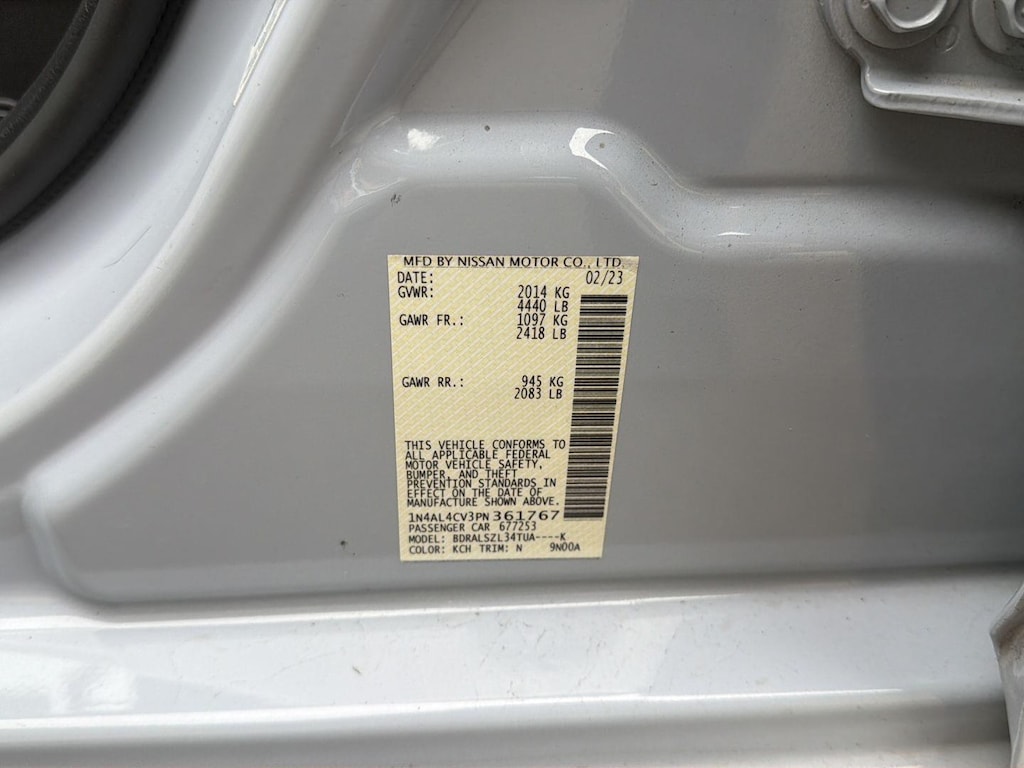 MFD BY NISSAN MOTOR CO., LTD.
DATE: 02/23
GVWR: 2014 KG
4440 LB
GAWR FR.: 1097 KG
2418 LB
GAWR RR.: 945 KG
2083 LB
THIS VEHICLE CONFORMS TO
ALL APPLICABLE FEDERAL
MOTOR VEHICLE SAFETY,
BUMPER, AND THEFT
PREVENTION STANDARDS IN
EFFECT ON THE DATE OF
MANUFACTURE SHOWN ABOVE.
1N4AL4CV3PN361767
PASSENGER CAR 677253
MODEL: BDRALSZL34TUA----K
COLOR: KCH TRIM: N 9N00A